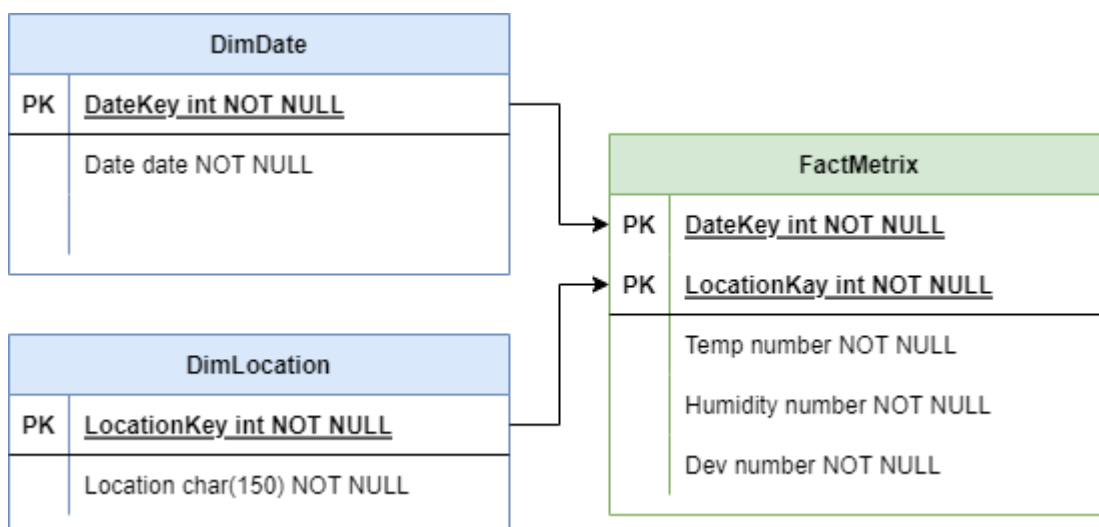 DimDate
PK DateKey int NOT NULL
Date date NOT NULL
DimLocation
PK LocationKey int NOT NULL
Location char(150) NOT NULL
FactMetrix
PK DateKey int NOT NULL
PK LocationKay int NOT NULL
Temp number NOT NULL
Humidity number NOT NULL
Dev number NOT NULL